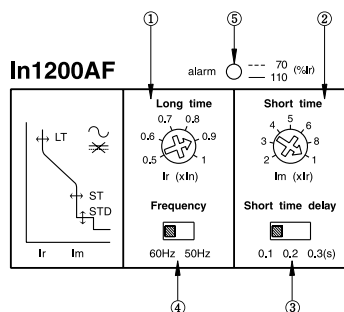 ① ⑤ ②
alarm --- 70 (%Ir)
— 110
In1200AF
Long time
0.5 0.6 0.7 0.8 0.9 1
Ir (xIn)
Short time
1 2 3 4 5 6 8 1
Im (xIr)
LT
ST
STD
Ir Im
Frequency
60Hz 50Hz
Short time delay
0.1 0.2 0.3(s)
④ ③